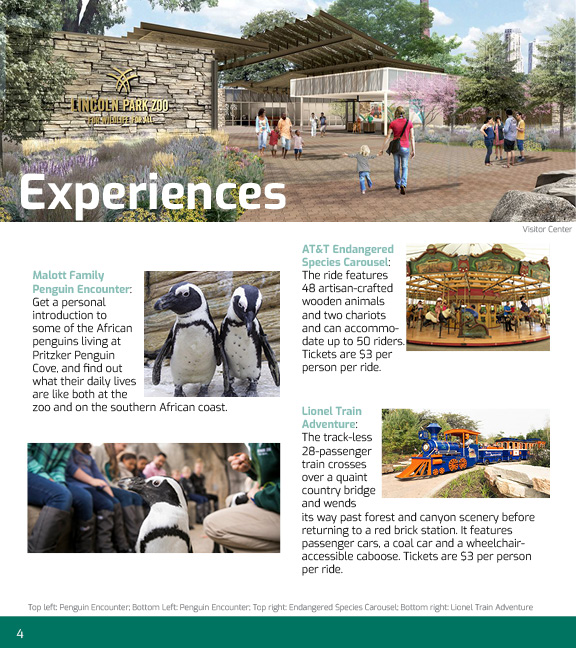 LINCOLN PARK ZOO
FOR WILDLIFE. FOR ALL.
Experiences
Visitor Center
Malott Family
Penguin Encounter:
Get a personal
introduction to
some of the African
penguins living at
Pritzker Penguin
Cove, and find out
what their daily lives
are like both at the
zoo and on the southern African coast.
AT&T Endangered
Species Carousel:
The ride features
48 artisan-crafted
wooden animals
and two chariots
and can accommo-
date up to 50 riders.
Tickets are $3 per
person per ride.
Lionel Train
Adventure:
The track-less
28-passenger
train crosses
over a quaint
country bridge
and wends
its way past forest and canyon scenery before
returning to a red brick station. It features
passenger cars, a coal car and a wheelchair-
accessible caboose. Tickets are $3 per person
per ride.
Top left: Penguin Encounter; Bottom Left: Penguin Encounter; Top right: Endangered Species Carousel; Bottom right: Lionel Train Adventure
4